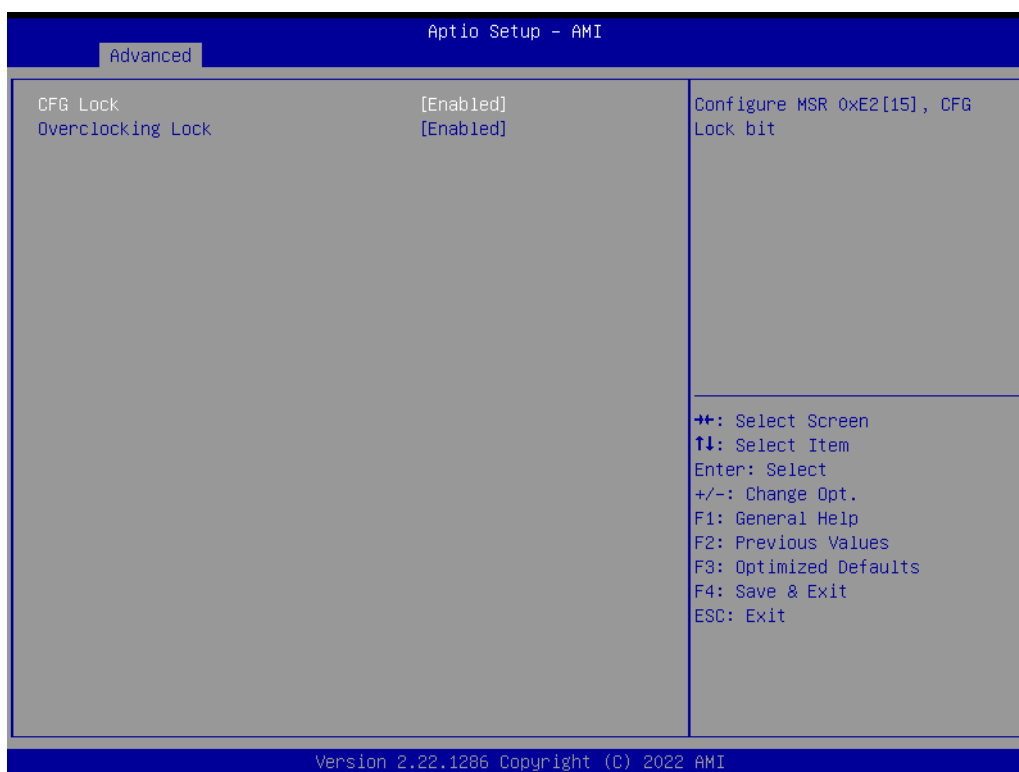 Aptio Setup - AMI
Advanced
CFG Lock [Enabled]
Overclocking Lock [Enabled]
Configure MSR 0xE2[15], CFG
Lock bit
→←: Select Screen
↑↓: Select Item
Enter: Select
+/-: Change Opt.
F1: General Help
F2: Previous Values
F3: Optimized Defaults
F4: Save & Exit
ESC: Exit
Version 2.22.1286 Copyright (C) 2022 AMI